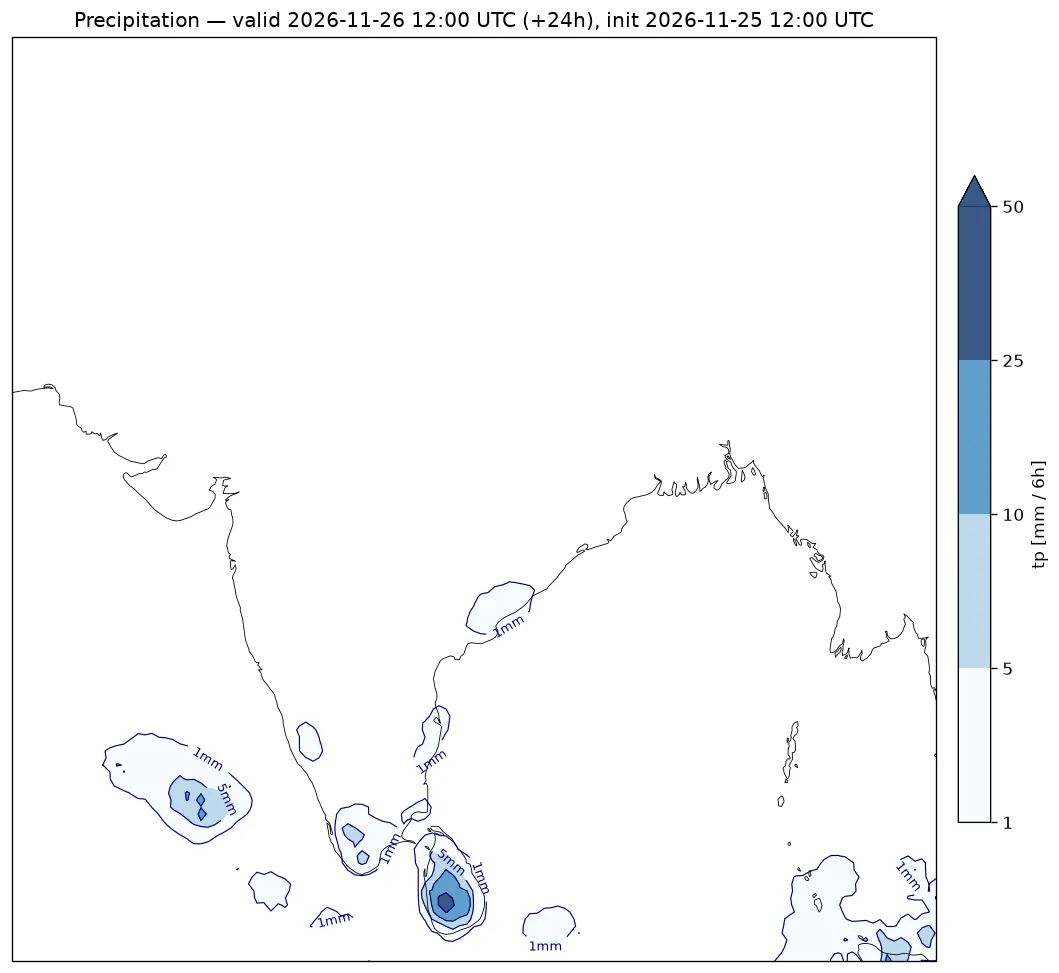 Precipitation — valid 2026-11-26 12:00 UTC (+24h), init 2026-11-25 12:00 UTC
50
25
10
5
1
tp [mm / 6h]
1mm
1mm
1mm
5mm
1mm
5mm
1mm
1mm
1mm
1mm